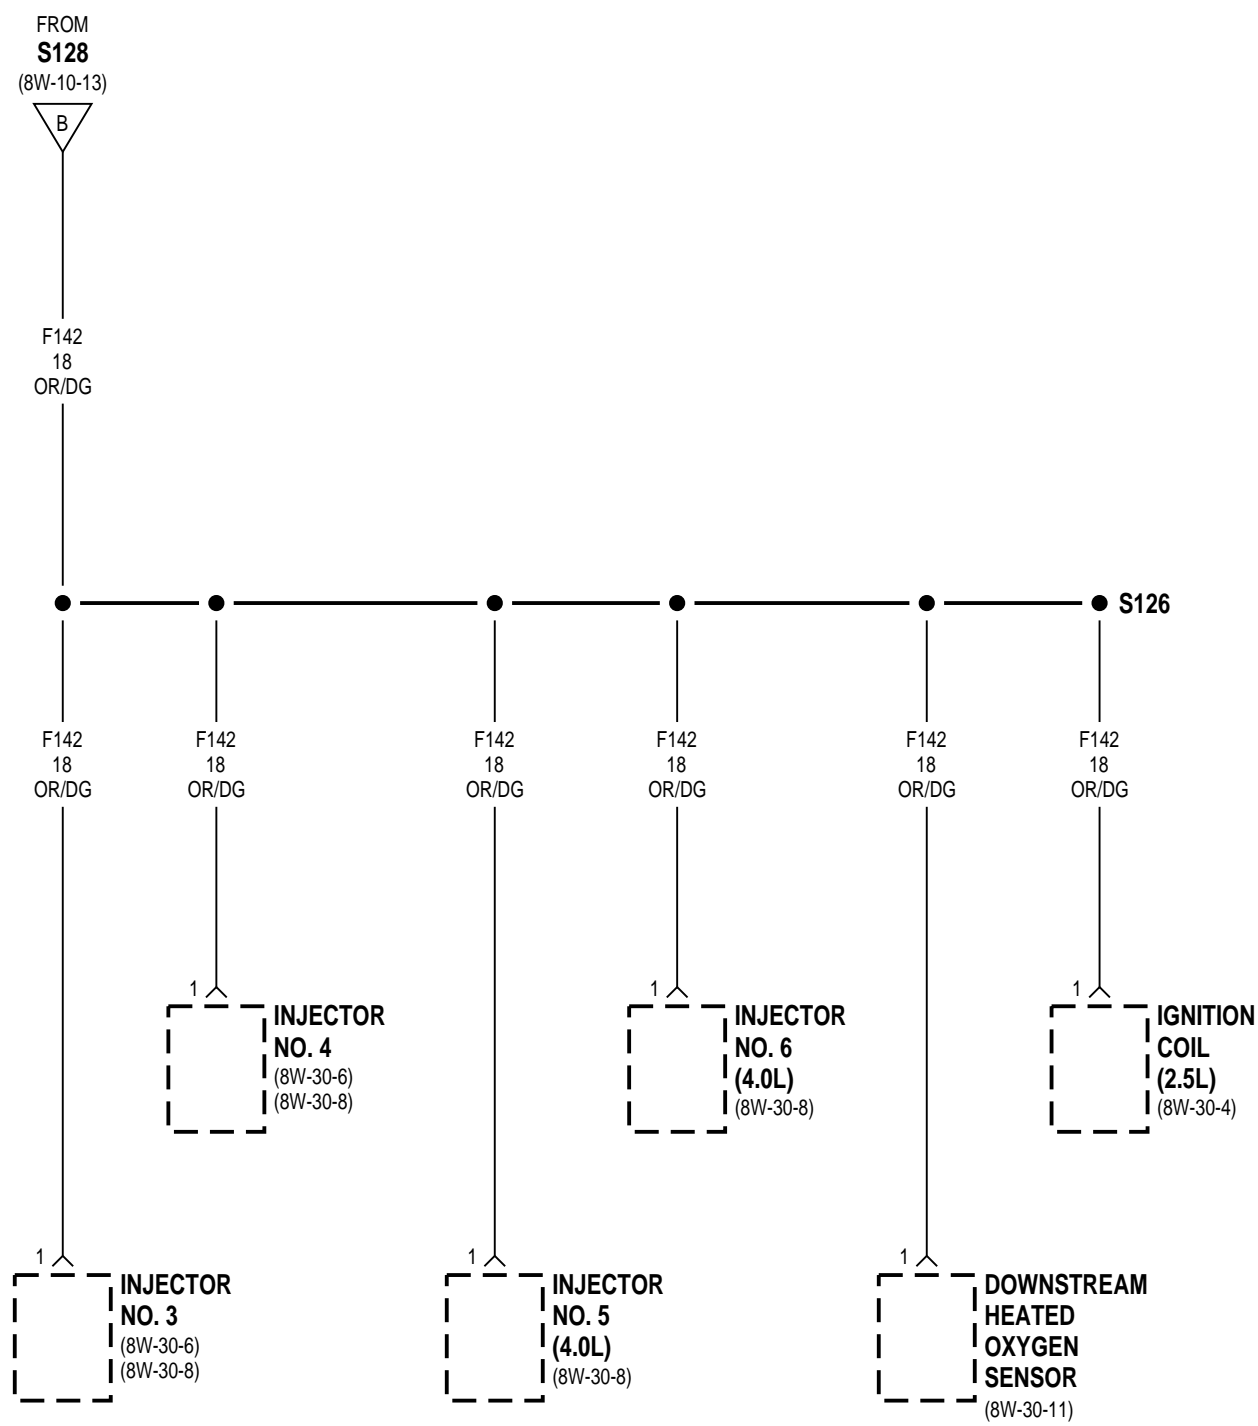 FROM
S128
(8W-10-13)
B
F142
18
OR/DG
S126
F142
18
OR/DG
F142
18
OR/DG
F142
18
OR/DG
F142
18
OR/DG
F142
18
OR/DG
F142
18
OR/DG
1
INJECTOR
NO. 4
(8W-30-6)
(8W-30-8)
1
INJECTOR
NO. 6
(4.0L)
(8W-30-8)
1
IGNITION
COIL
(2.5L)
(8W-30-4)
1
INJECTOR
NO. 3
(8W-30-6)
(8W-30-8)
1
INJECTOR
NO. 5
(4.0L)
(8W-30-8)
1
DOWNSTREAM
HEATED
OXYGEN
SENSOR
(8W-30-11)